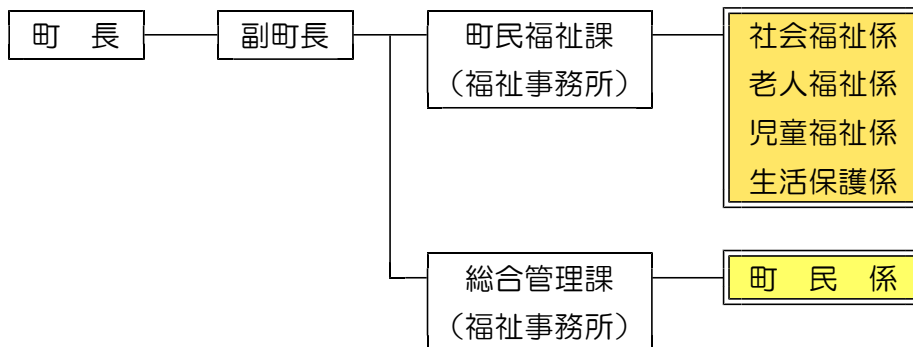 町 長
副町長
町民福祉課
（福祉事務所）
社会福祉係
老人福祉係
児童福祉係
生活保護係
総合管理課
（福祉事務所）
町 民 係